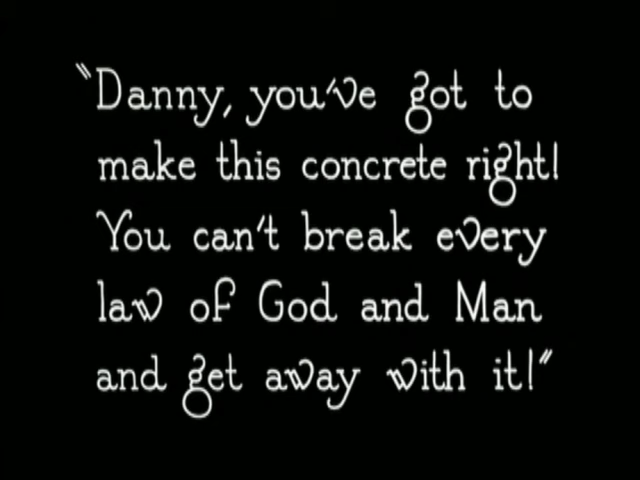 "Danny, you've got to
make this concrete right!
You can't break every
law of God and Man
and get away with it!"